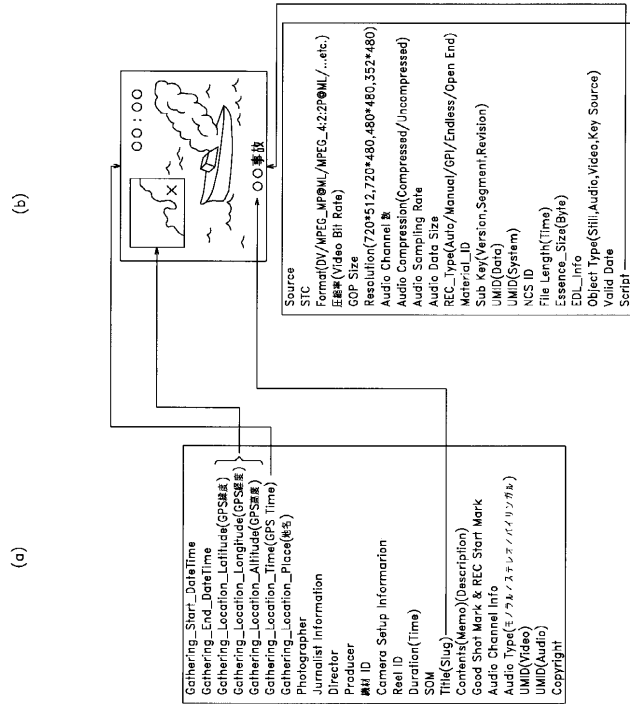 (a)
Gathering_Start_DateTime
Gathering_End_DateTime
Gathering_Location_Latitude(GPS緯度)
Gathering_Location_Longitude(GPS経度)
Gathering_Location_Altitude(GPS高度)
Gathering_Location_Time(GPS Time)
Gathering_Location_Place(地名)
Photographer
Jurnalist Information
Director
Producer
機材 ID
Camera Setup Informarion
Reel ID
Duration(Time)
SOM
Title(Slug)
Contents(Memo)(Description)
Good Shot Mark & REC Start Mark
Audio Channel Info
Audio Type(モノラル/ステレオ/バイリンガル)
UMID(Video)
UMID(Audio)
Copyright
(b)
○○:○○
×
○○事故
Source
STC
Format(DV/MPEG_MP@ML/MPEG_4:2:2P@ML/...etc.)
圧縮率(Video Bit Rate)
GOP Size
Resolution(720*512,720*480,480*480,352*480)
Audio Channel 数
Audio Compression(Compressed/Uncompressed)
Audio Sampling Rate
Audio Data Size
REC_Type(Auto/Manual/GPI/Endless/Open End)
Material_ID
Sub Key(Version,Segment,Revision)
UMID(Data)
UMID(System)
NCS ID
File Length(Time)
Essence_Size(Byte)
EDL_Info
Object Type(Still,Audio,Video,Key Source)
Valid Date
Script